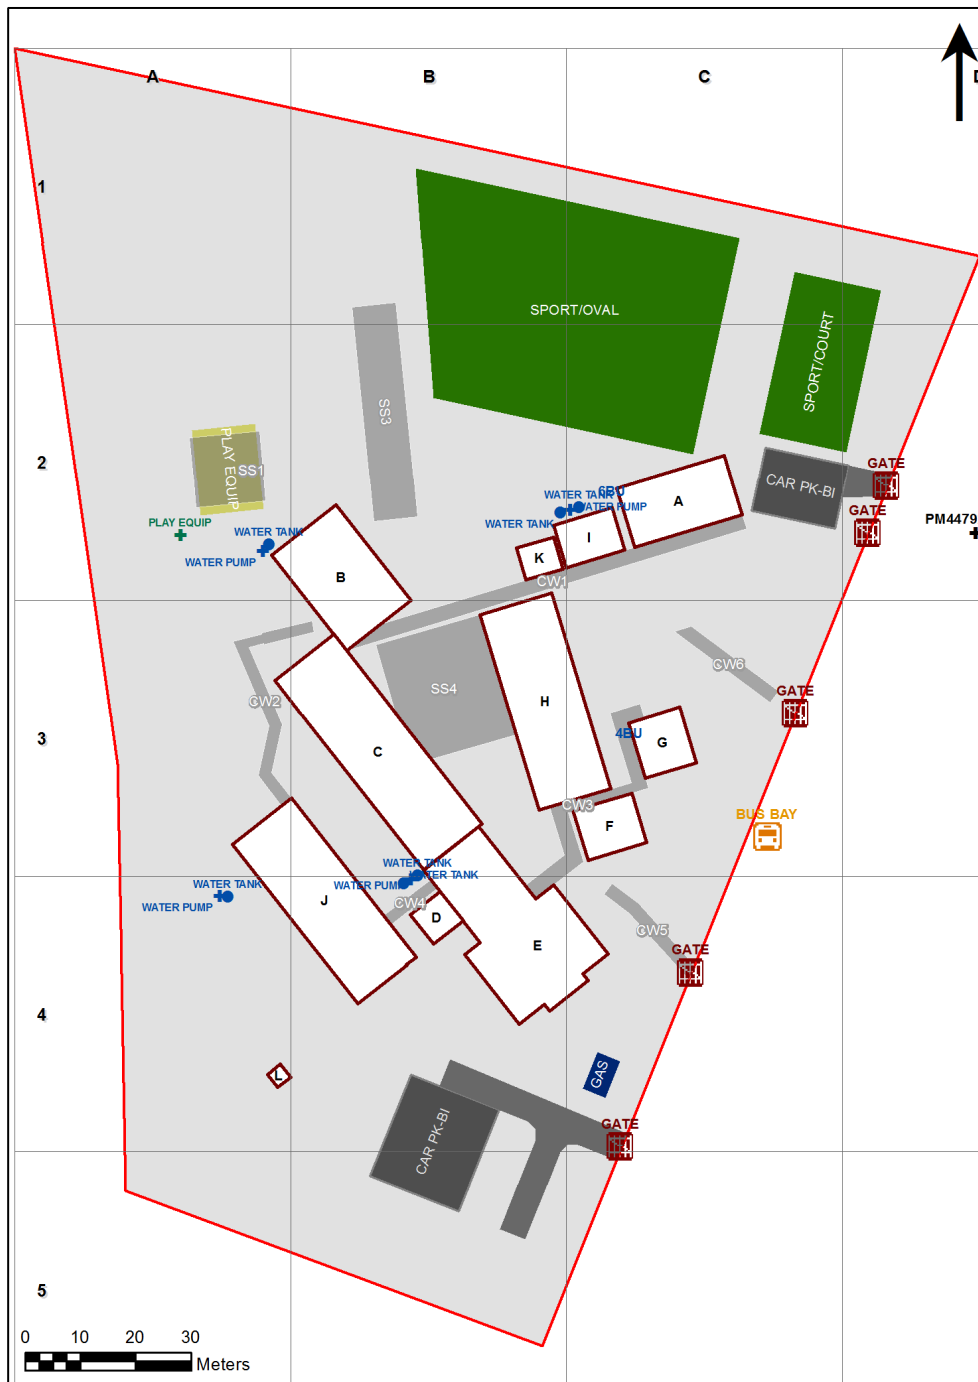 A
B
C
D
1
SPORT/OVAL
SPORT/COURT
SS3
2
PLAY EQUIP
SS1
GATE
CAR PK-BI
6BU
WATER TANK
WATER PUMP
A
PLAY EQUIP
WATER TANK
GATE
PM4479
WATER TANK
I
WATER PUMP
K
B
CW1
CW6
SS4
GATE
CW2
H
3
4BU
G
C
CW3
BUS BAY
F
WATER TANK
WATER TANK
WATER PUMP
WATER TANK
J
CW4
WATER PUMP
D
CW5
E
GATE
4
L
GAS
GATE
CAR PK-BI
5
0 10 20 30
Meters